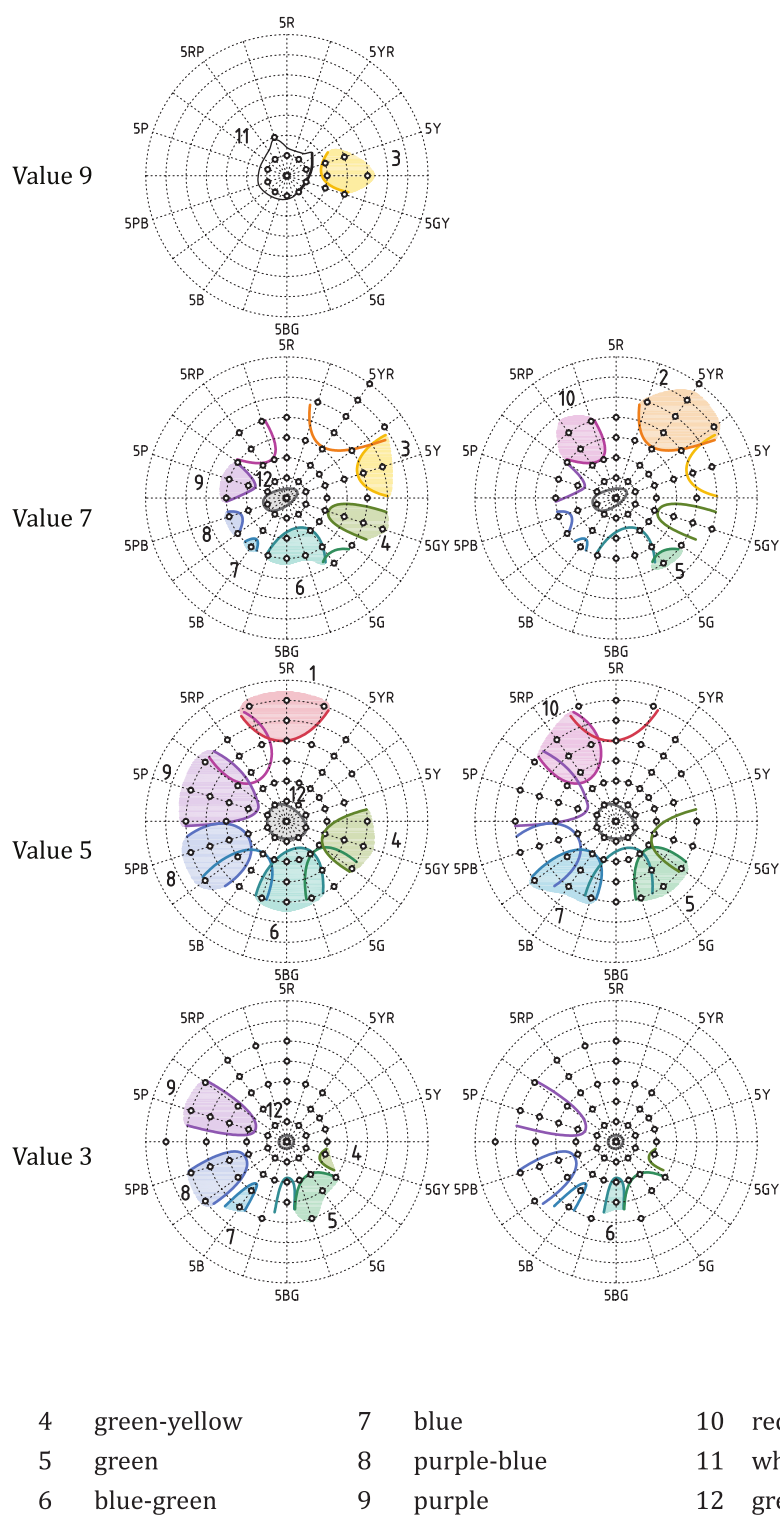 5R
5RP 5YR
5P 11 3 5Y
Value 9
5PB 5GY
5B 5G
5BG
5R 5R
5RP 5YR 5RP 10 2 5YR
5P 9 12 3 5Y 5P 5Y
Value 7
5PB 8 7 6 4 5GY 5PB 5 5GY
5B 5G 5B 5G
5BG 5BG
5R 1 5R
5RP 5YR 5RP 10 5YR
5P 9 12 5Y 5P 5Y
Value 5
5PB 8 6 4 5GY 5PB 7 5 5GY
5B 5G 5B 5G
5BG 5BG
5R 5R
5RP 5YR 5RP 5YR
5P 9 12 5Y 5P 5Y
Value 3
5PB 8 7 5 4 5GY 5PB 6 5GY
5B 5G 5B 5G
5BG 5BG
4 green-yellow 7 blue 10
5 green 8 purple-blue 11
6 blue-green 9 purple 12